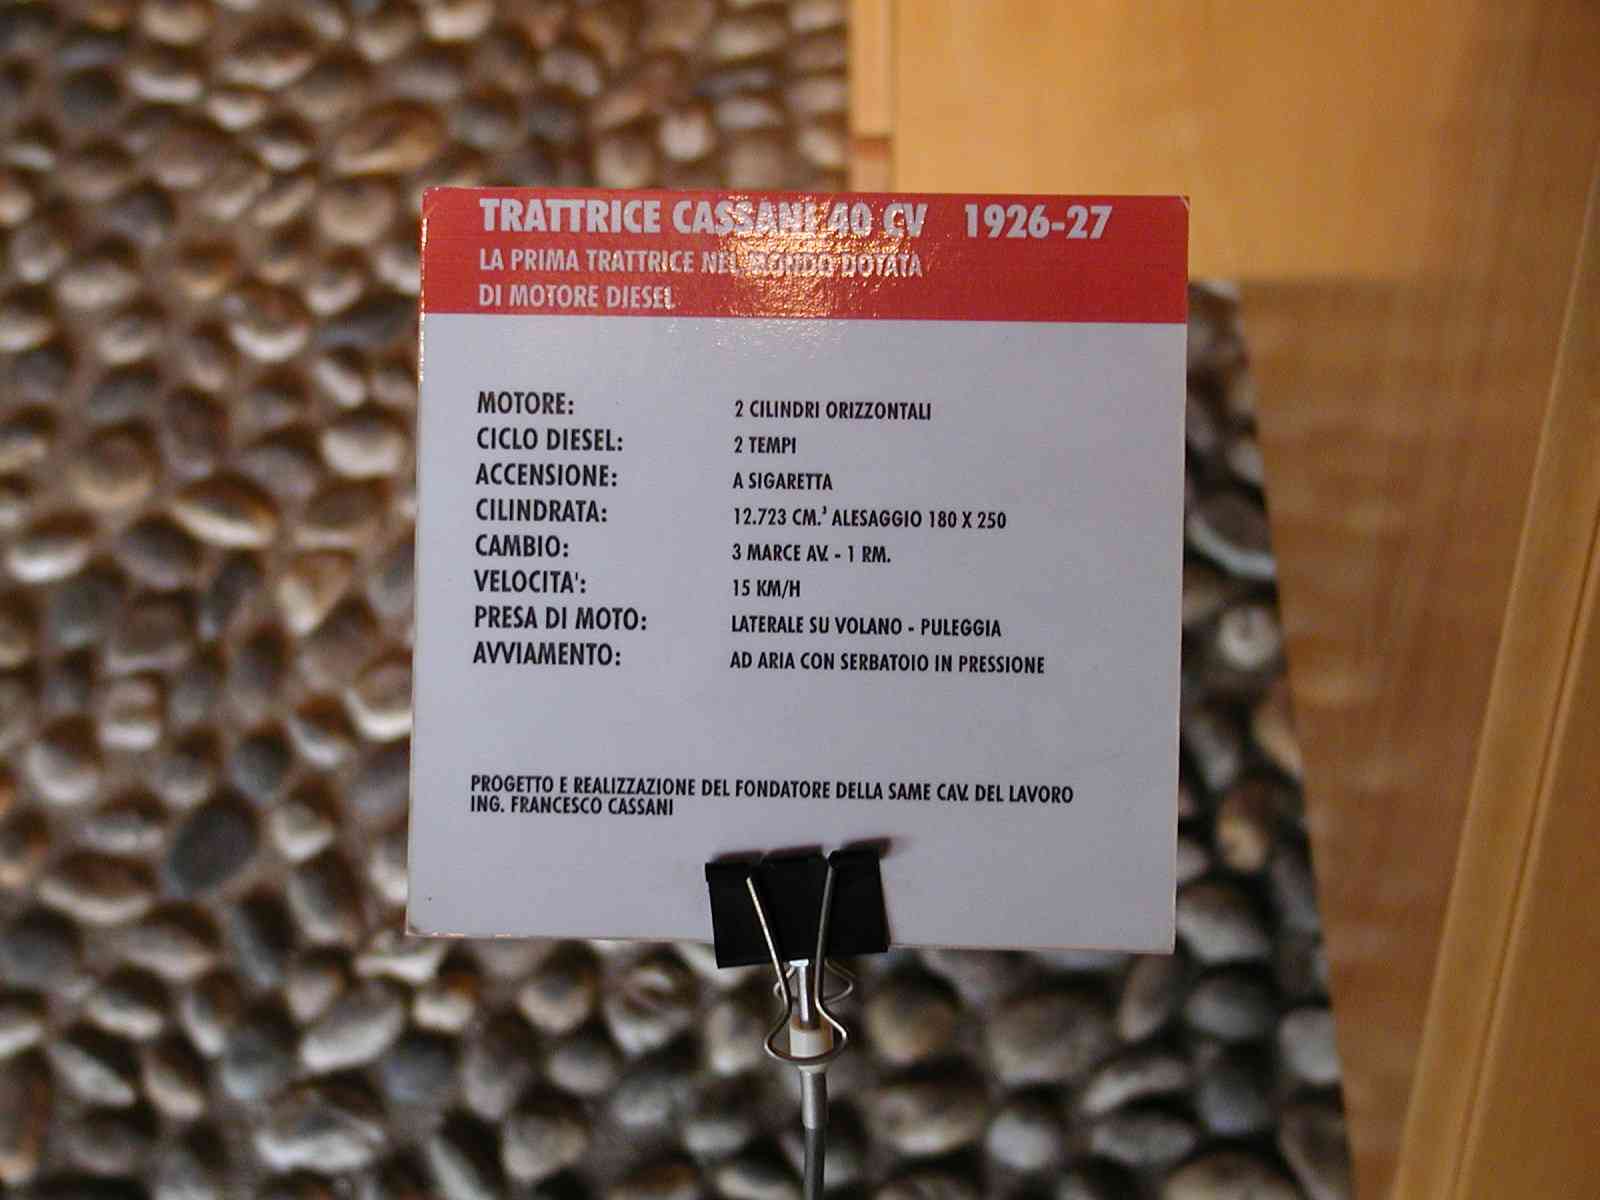 TRATTRICE CASSANI 40 CV 1926-27
LA PRIMA TRATTRICE NEL MONDO DOTATA
DI MOTORE DIESEL
MOTORE: 2 CILINDRI ORIZZONTALI
CICLO DIESEL: 2 TEMPI
ACCENSIONE: A SIGARETTA
CILINDRATA: 12.723 CM.³ ALESAGGIO 180 X 250
CAMBIO: 3 MARCE AV. - 1 RM.
VELOCITA': 15 KM/H
PRESA DI MOTO: LATERALE SU VOLANO - PULEGGIA
AVVIAMENTO: AD ARIA CON SERBATOIO IN PRESSIONE
PROGETTO E REALIZZAZIONE DEL FONDATORE DELLA SAME CAV. DEL LAVORO
ING. FRANCESCO CASSANI